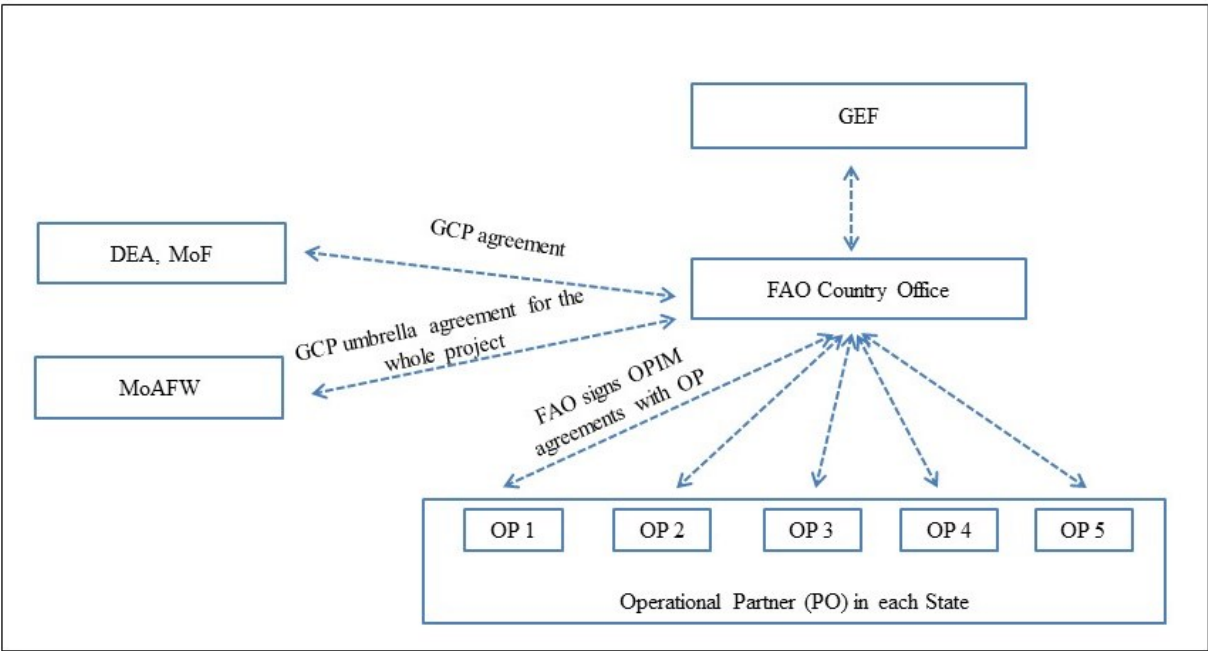 GEF
DEA, MoF
GCP agreement
FAO Country Office
GCP umbrella agreement for the
whole project
MoAFW
FAO signs OPIM
agreements with OP
OP 1
OP 2
OP 3
OP 4
OP 5
Operational Partner (PO) in each State